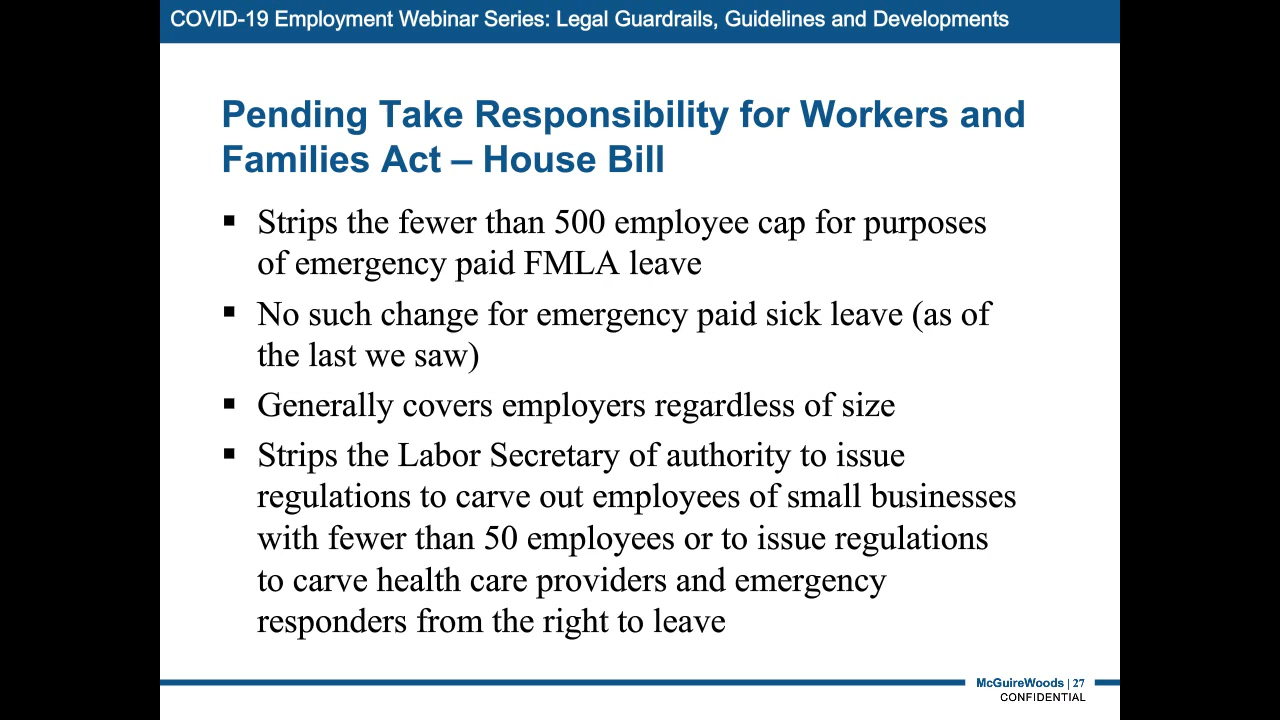 COVID-19 Employment Webinar Series: Legal Guardrails, Guidelines and Developments
Pending Take Responsibility for Workers and
Families Act – House Bill
▪ Strips the fewer than 500 employee cap for purposes
of emergency paid FMLA leave
▪ No such change for emergency paid sick leave (as of
the last we saw)
▪ Generally covers employers regardless of size
▪ Strips the Labor Secretary of authority to issue
regulations to carve out employees of small businesses
with fewer than 50 employees or to issue regulations
to carve health care providers and emergency
responders from the right to leave
McGuireWoods | 27
CONFIDENTIAL